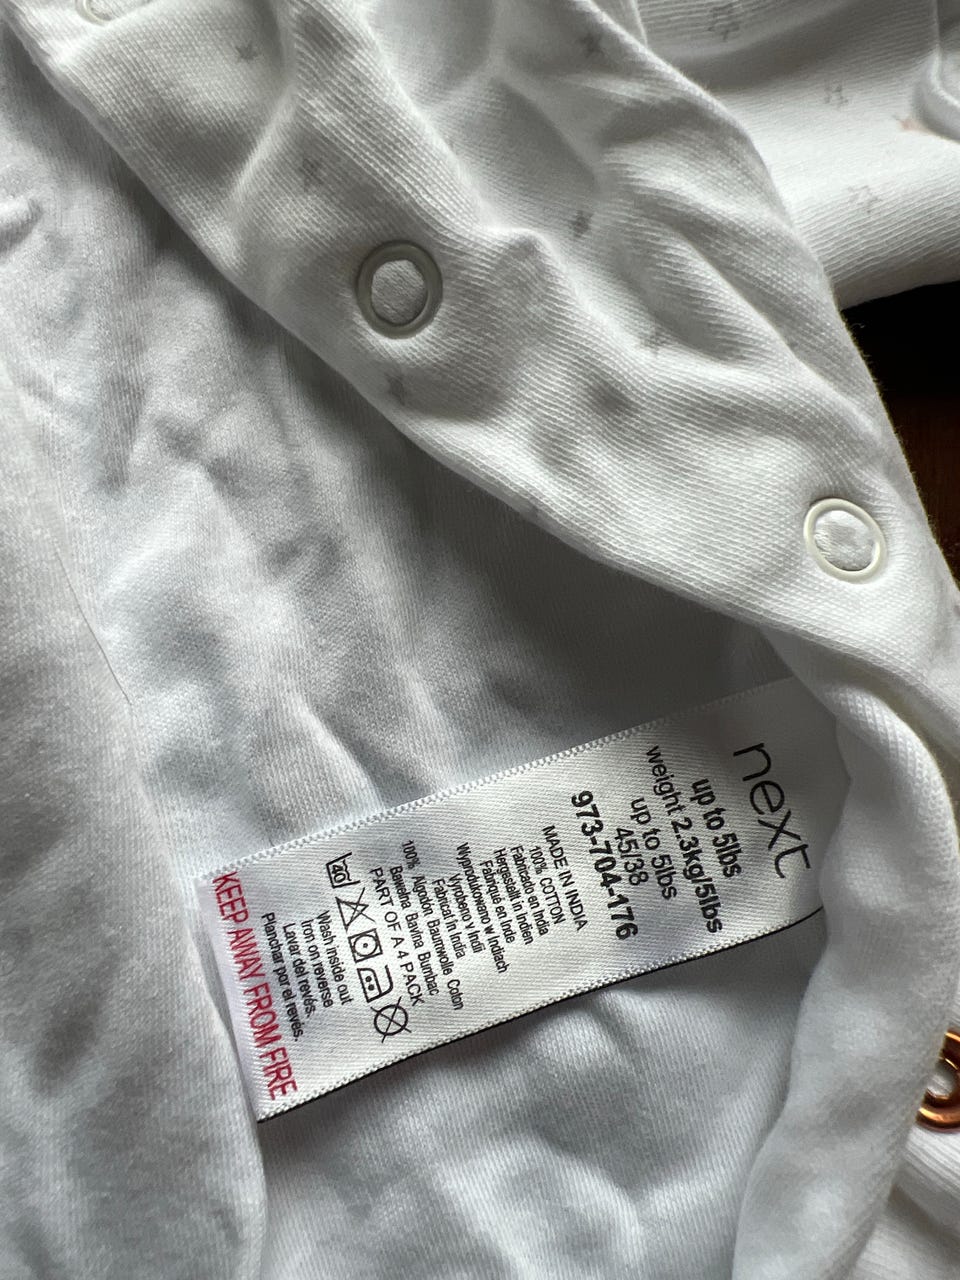 next
up to 5lbs
weight 2.3kg/5lbs
up to 5lbs
45/38
973-704-176
MADE IN INDIA
100% COTTON
Fabricado en India
Hergestellt in Indien
Fabriqué en Inde
Wyprodukowano w Indiach
Vyrobeno v Indii
Fabricat in India
100% Algodón Baumwolle Coton
Bawełna Bavlna Bumbac
PART OF A 4 PACK
40
Wash inside out
Iron on reverse
Lavar del revés.
Planchar por el revés.
KEEP AWAY FROM FIRE